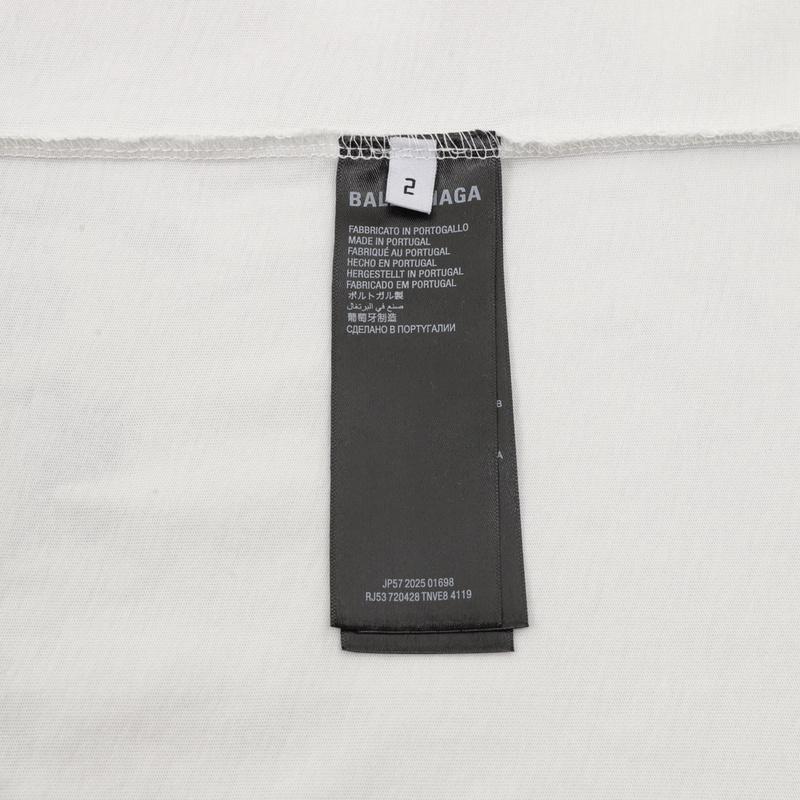 2
BAL IAGA
FABBRICATO IN PORTOGALLO
MADE IN PORTUGAL
FABRIQUÉ AU PORTUGAL
HECHO EN PORTUGAL
HERGESTELLT IN PORTUGAL
FABRICADO EM PORTUGAL
ポルトガル製
صنع في البرتغال
葡萄牙制造
СДЕЛАНО В ПОРТУГАЛИИ
B
A
JP57 2025 01698
RJ53 720428 TNVE8 4119